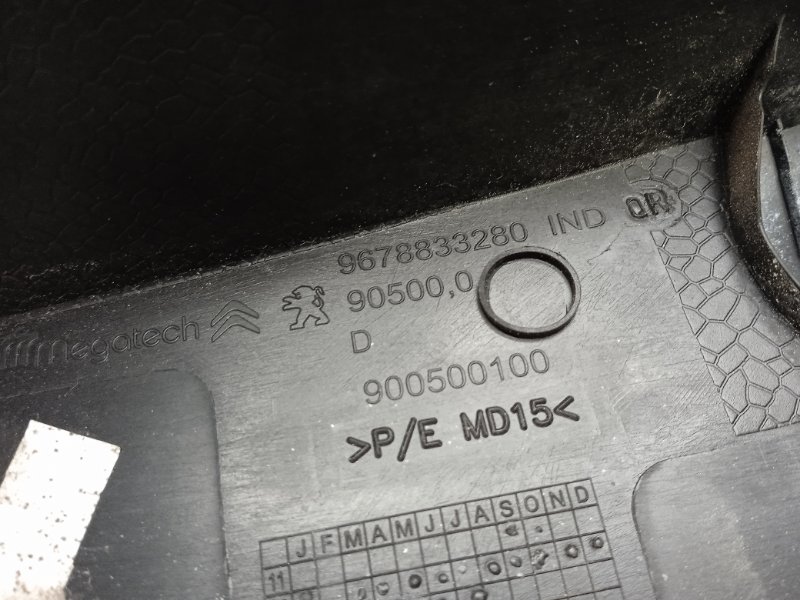 9678833280 IND QR
90500,0
megatech
D
900500100
>P/E MD15<
J F M A M J J A S O N D
11